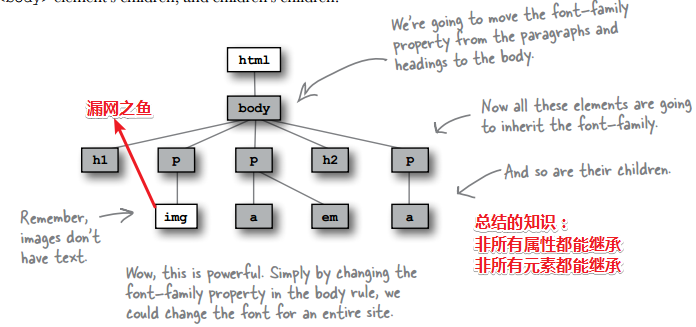 <body> element's children, and children's children!
We're going to move the font-family
property from the paragraphs and
headings to the body.
html
漏网之鱼
body
Now all these elements are going
to inherit the font-family.
h1
p
p
h2
p
And so are their children.
Remember,
images don't
have text.
img
a
em
a
总结的知识：
非所有属性都能继承
非所有元素都能继承
Wow, this is powerful. Simply by changing the
font-family property in the body rule, we
could change the font for an entire site.